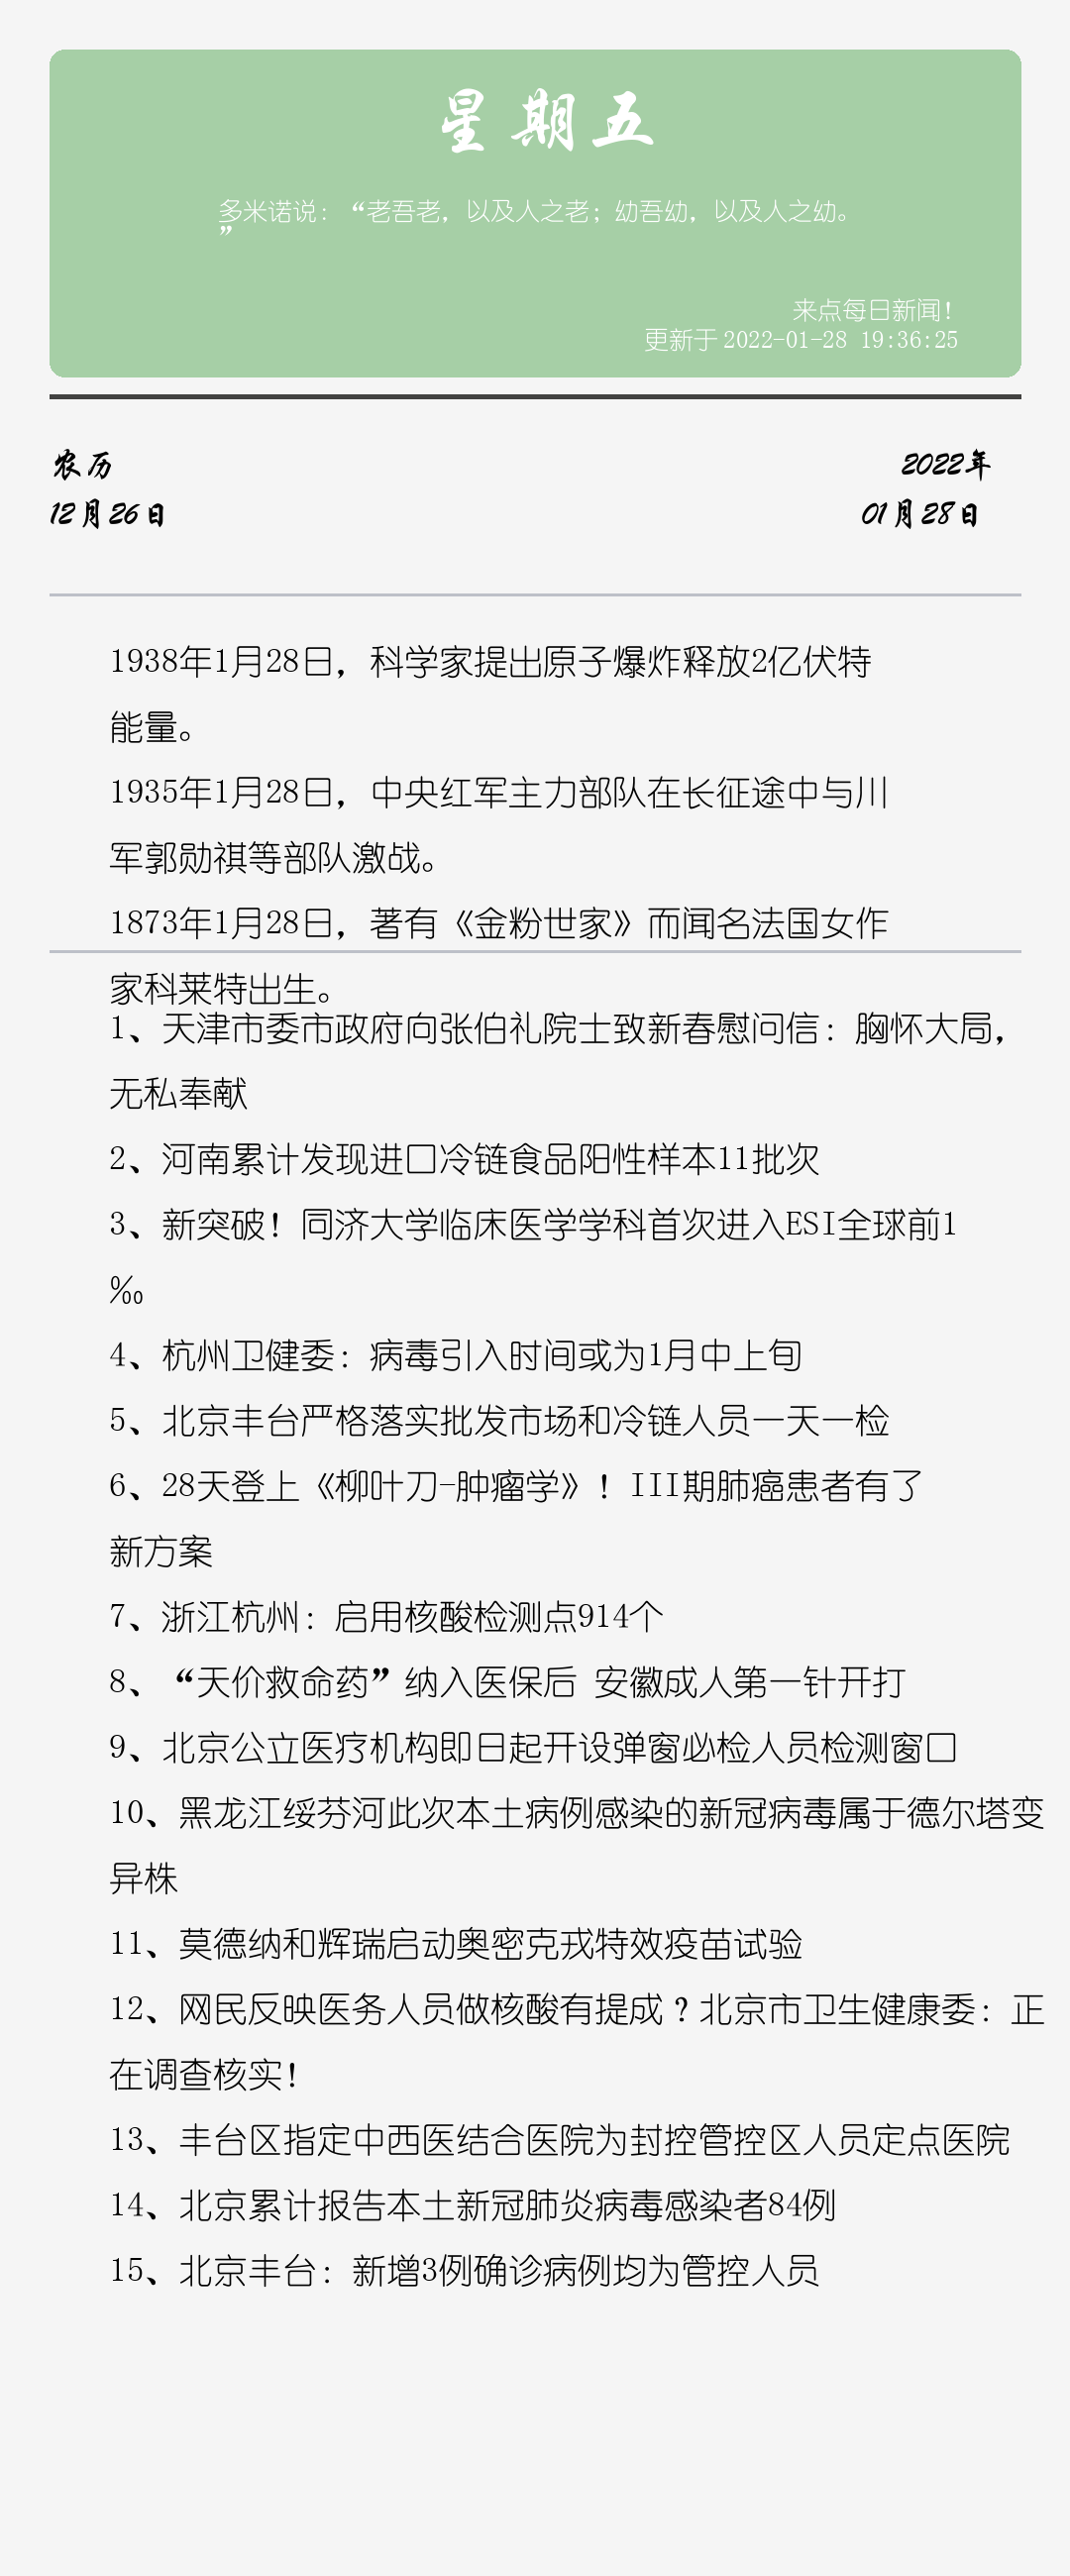 星期五
多米诺说：“老吾老，以及人之老；幼吾幼，以及人之幼。
”
来点每日新闻！
更新于 2022-01-28 19:36:25
农历
2022年
12月26日
01月28日
1938年1月28日，科学家提出原子爆炸释放2亿伏特
能量。
1935年1月28日，中央红军主力部队在长征途中与川
军郭勋祺等部队激战。
1873年1月28日，著有《金粉世家》而闻名法国女作
家科莱特出生。
1、天津市委市政府向张伯礼院士致新春慰问信：胸怀大局，
无私奉献
2、河南累计发现进口冷链食品阳性样本11批次
3、新突破！同济大学临床医学学科首次进入ESI全球前1
‰
4、杭州卫健委：病毒引入时间或为1月中上旬
5、北京丰台严格落实批发市场和冷链人员一天一检
6、28天登上《柳叶刀-肿瘤学》！III期肺癌患者有了
新方案
7、浙江杭州：启用核酸检测点914个
8、“天价救命药”纳入医保后 安徽成人第一针开打
9、北京公立医疗机构即日起开设弹窗必检人员检测窗口
10、黑龙江绥芬河此次本土病例感染的新冠病毒属于德尔塔变
异株
11、莫德纳和辉瑞启动奥密克戎特效疫苗试验
12、网民反映医务人员做核酸有提成？北京市卫生健康委：正
在调查核实！
13、丰台区指定中西医结合医院为封控管控区人员定点医院
14、北京累计报告本土新冠肺炎病毒感染者84例
15、北京丰台：新增3例确诊病例均为管控人员